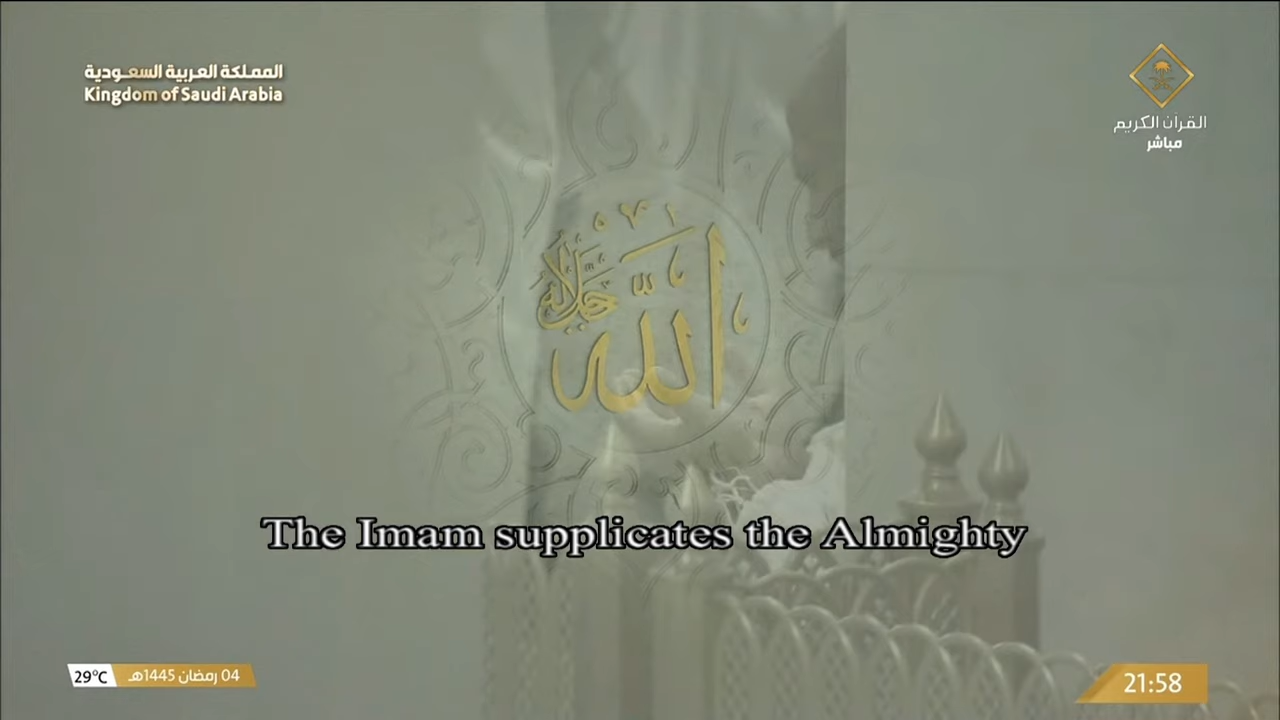 المملكة العربية السعودية
Kingdom of Saudi Arabia
القرآن الكريم
مباشر
الله
جل جلاله
The Imam supplicates the Almighty
29°C
04 رمضان 1445هـ
21:58